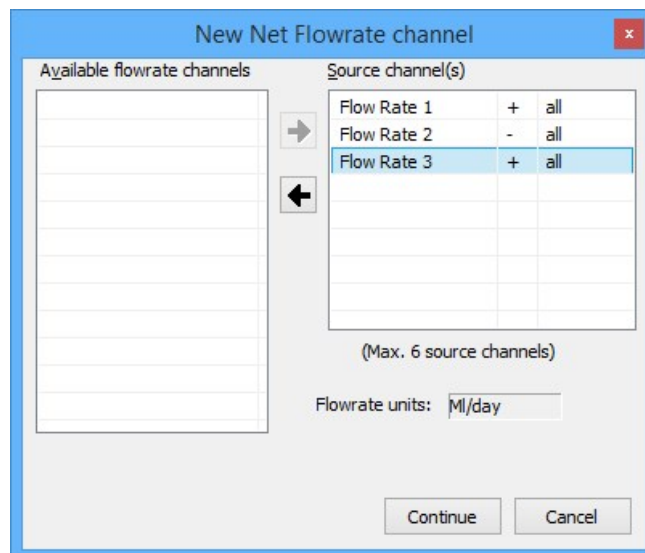 New Net Flowrate channel
x
Available flowrate channels
Source channel(s)
Flow Rate 1 + all
Flow Rate 2 - all
Flow Rate 3 + all
(Max. 6 source channels)
Flowrate units: Ml/day
Continue Cancel